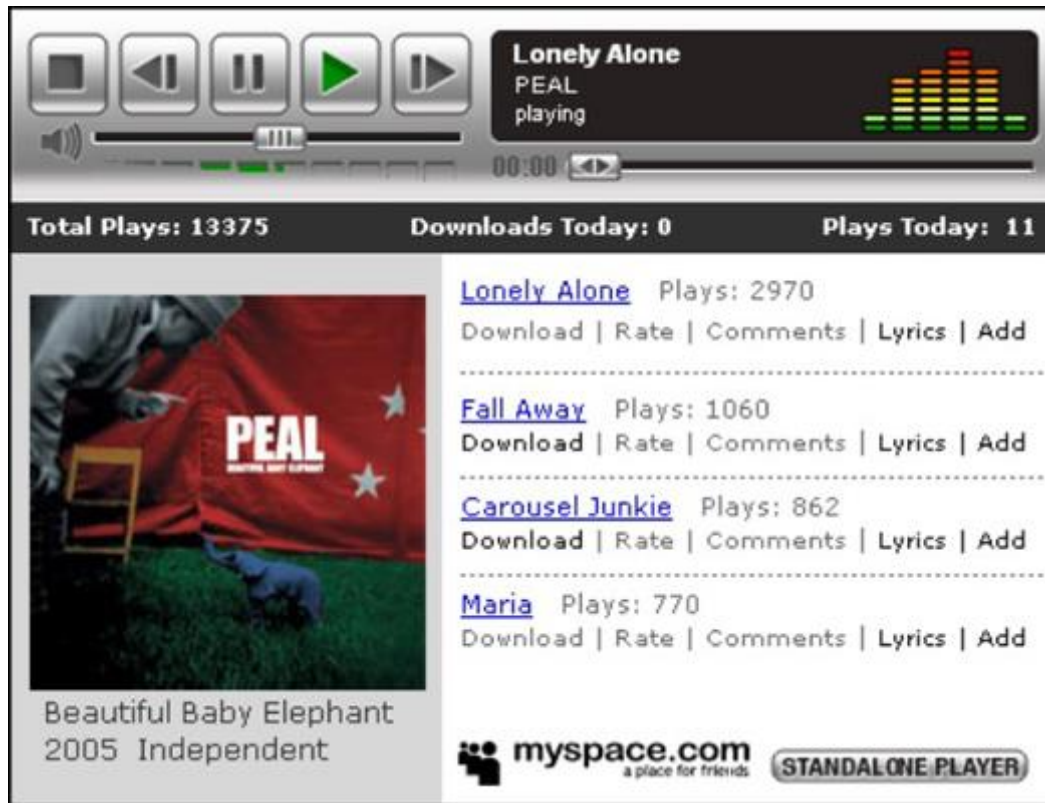 Lonely Alone
PEAL
playing
00:00
Total Plays: 13375 Downloads Today: 0 Plays Today: 11
PEAL
BEAUTIFUL BABY ELEPHANT
Beautiful Baby Elephant
2005 Independent
Lonely Alone Plays: 2970
Download | Rate | Comments | Lyrics | Add
Fall Away Plays: 1060
Download | Rate | Comments | Lyrics | Add
Carousel Junkie Plays: 862
Download | Rate | Comments | Lyrics | Add
Maria Plays: 770
Download | Rate | Comments | Lyrics | Add
myspace.com
a place for friends
STANDALONE PLAYER